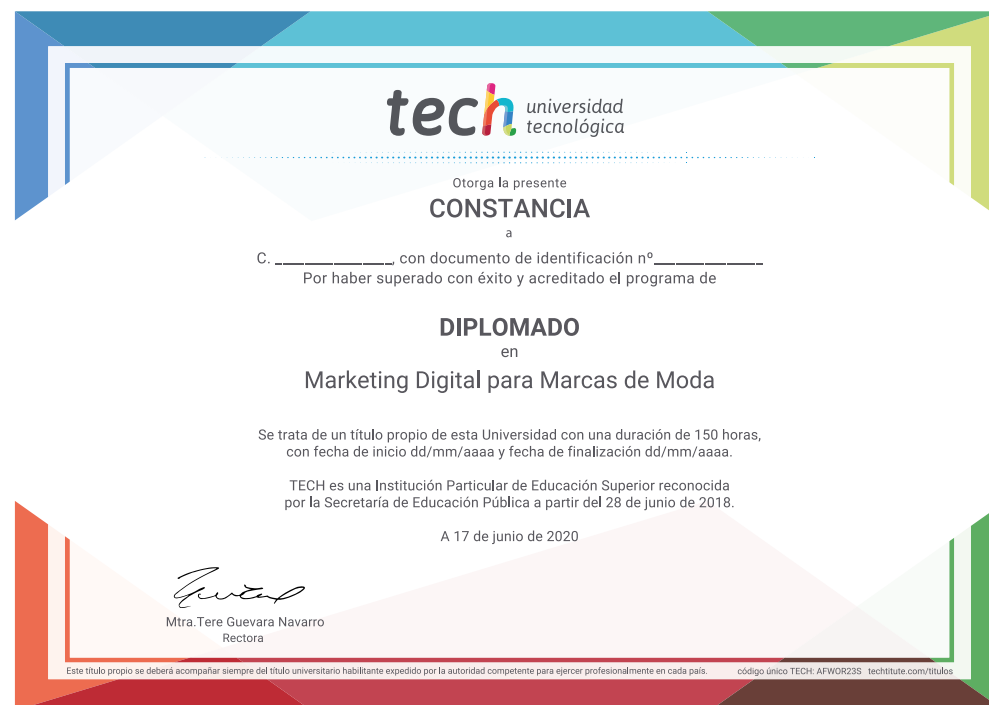 tech universidad
tecnológica
Otorga la presente
CONSTANCIA
a
C. ____________, con documento de identificación nº____________
Por haber superado con éxito y acreditado el programa de
DIPLOMADO
en
Marketing Digital para Marcas de Moda
Se trata de un título propio de esta Universidad con una duración de 150 horas,
con fecha de inicio dd/mm/aaaa y fecha de finalización dd/mm/aaaa.
TECH es una Institución Particular de Educación Superior reconocida
por la Secretaría de Educación Pública a partir del 28 de junio de 2018.
A 17 de junio de 2020
Mtra.Tere Guevara Navarro
Rectora
Este título propio se deberá acompañar siempre del título universitario habilitante expedido por la autoridad competente para ejercer profesionalmente en cada país. código único TECH: AFWOR23S techtitute.com/titulos